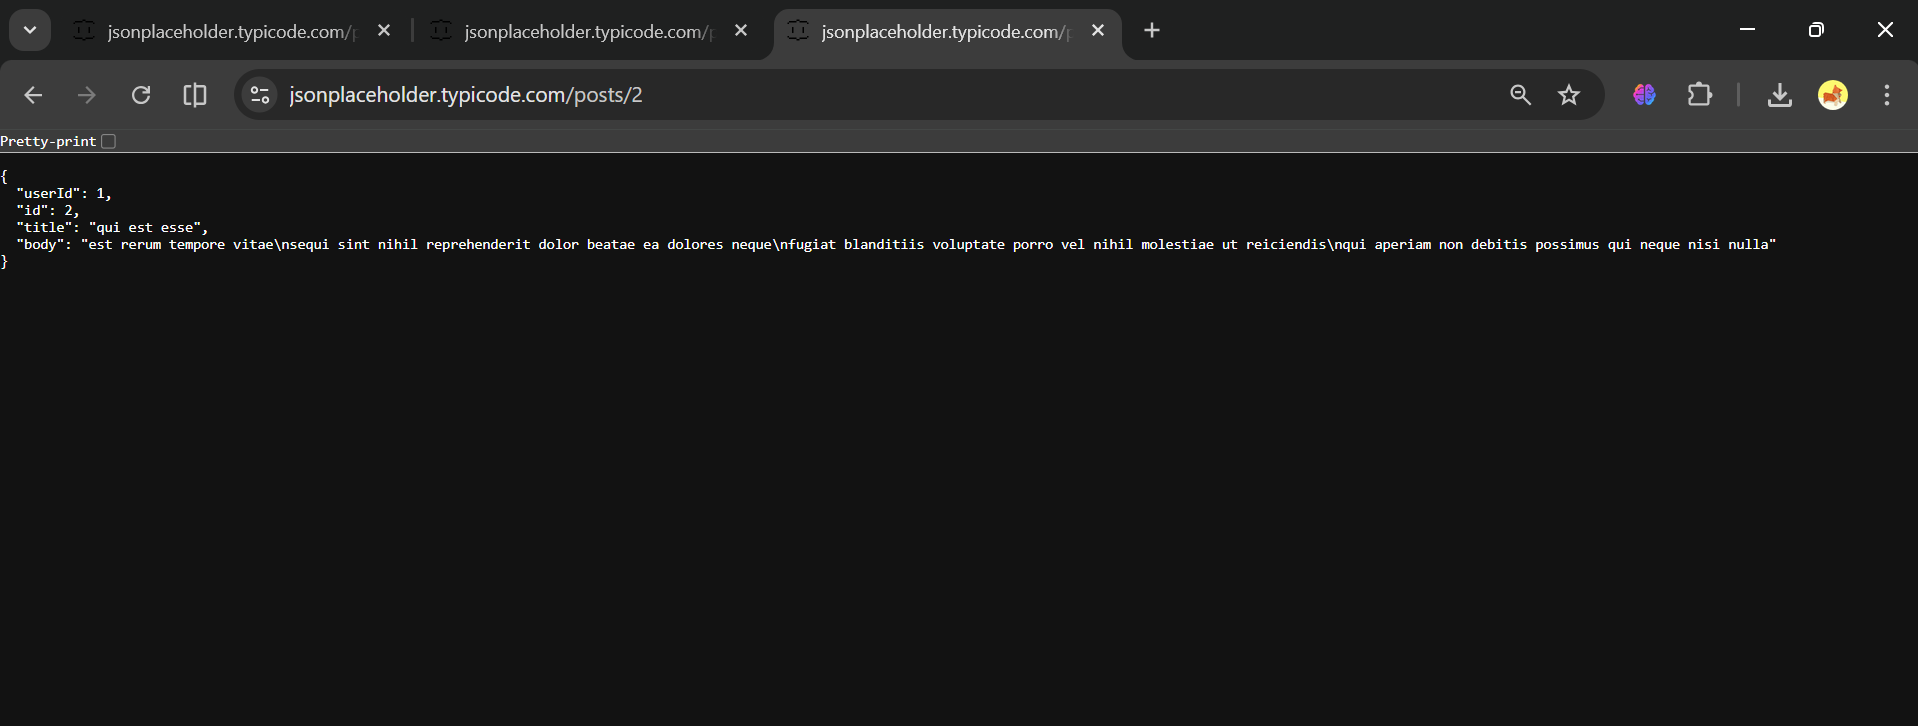 jsonplaceholder.typicode.com/p
jsonplaceholder.typicode.com/p
jsonplaceholder.typicode.com/p
jsonplaceholder.typicode.com/posts/2
Pretty-print
{
  "userId": 1,
  "id": 2,
  "title": "qui est esse",
  "body": "est rerum tempore vitae\nsequi sint nihil reprehenderit dolor beatae ea dolores neque\nfugiat blanditiis voluptate porro vel nihil molestiae ut reiciendis\nqui aperiam non debitis possimus qui neque nisi nulla"
}